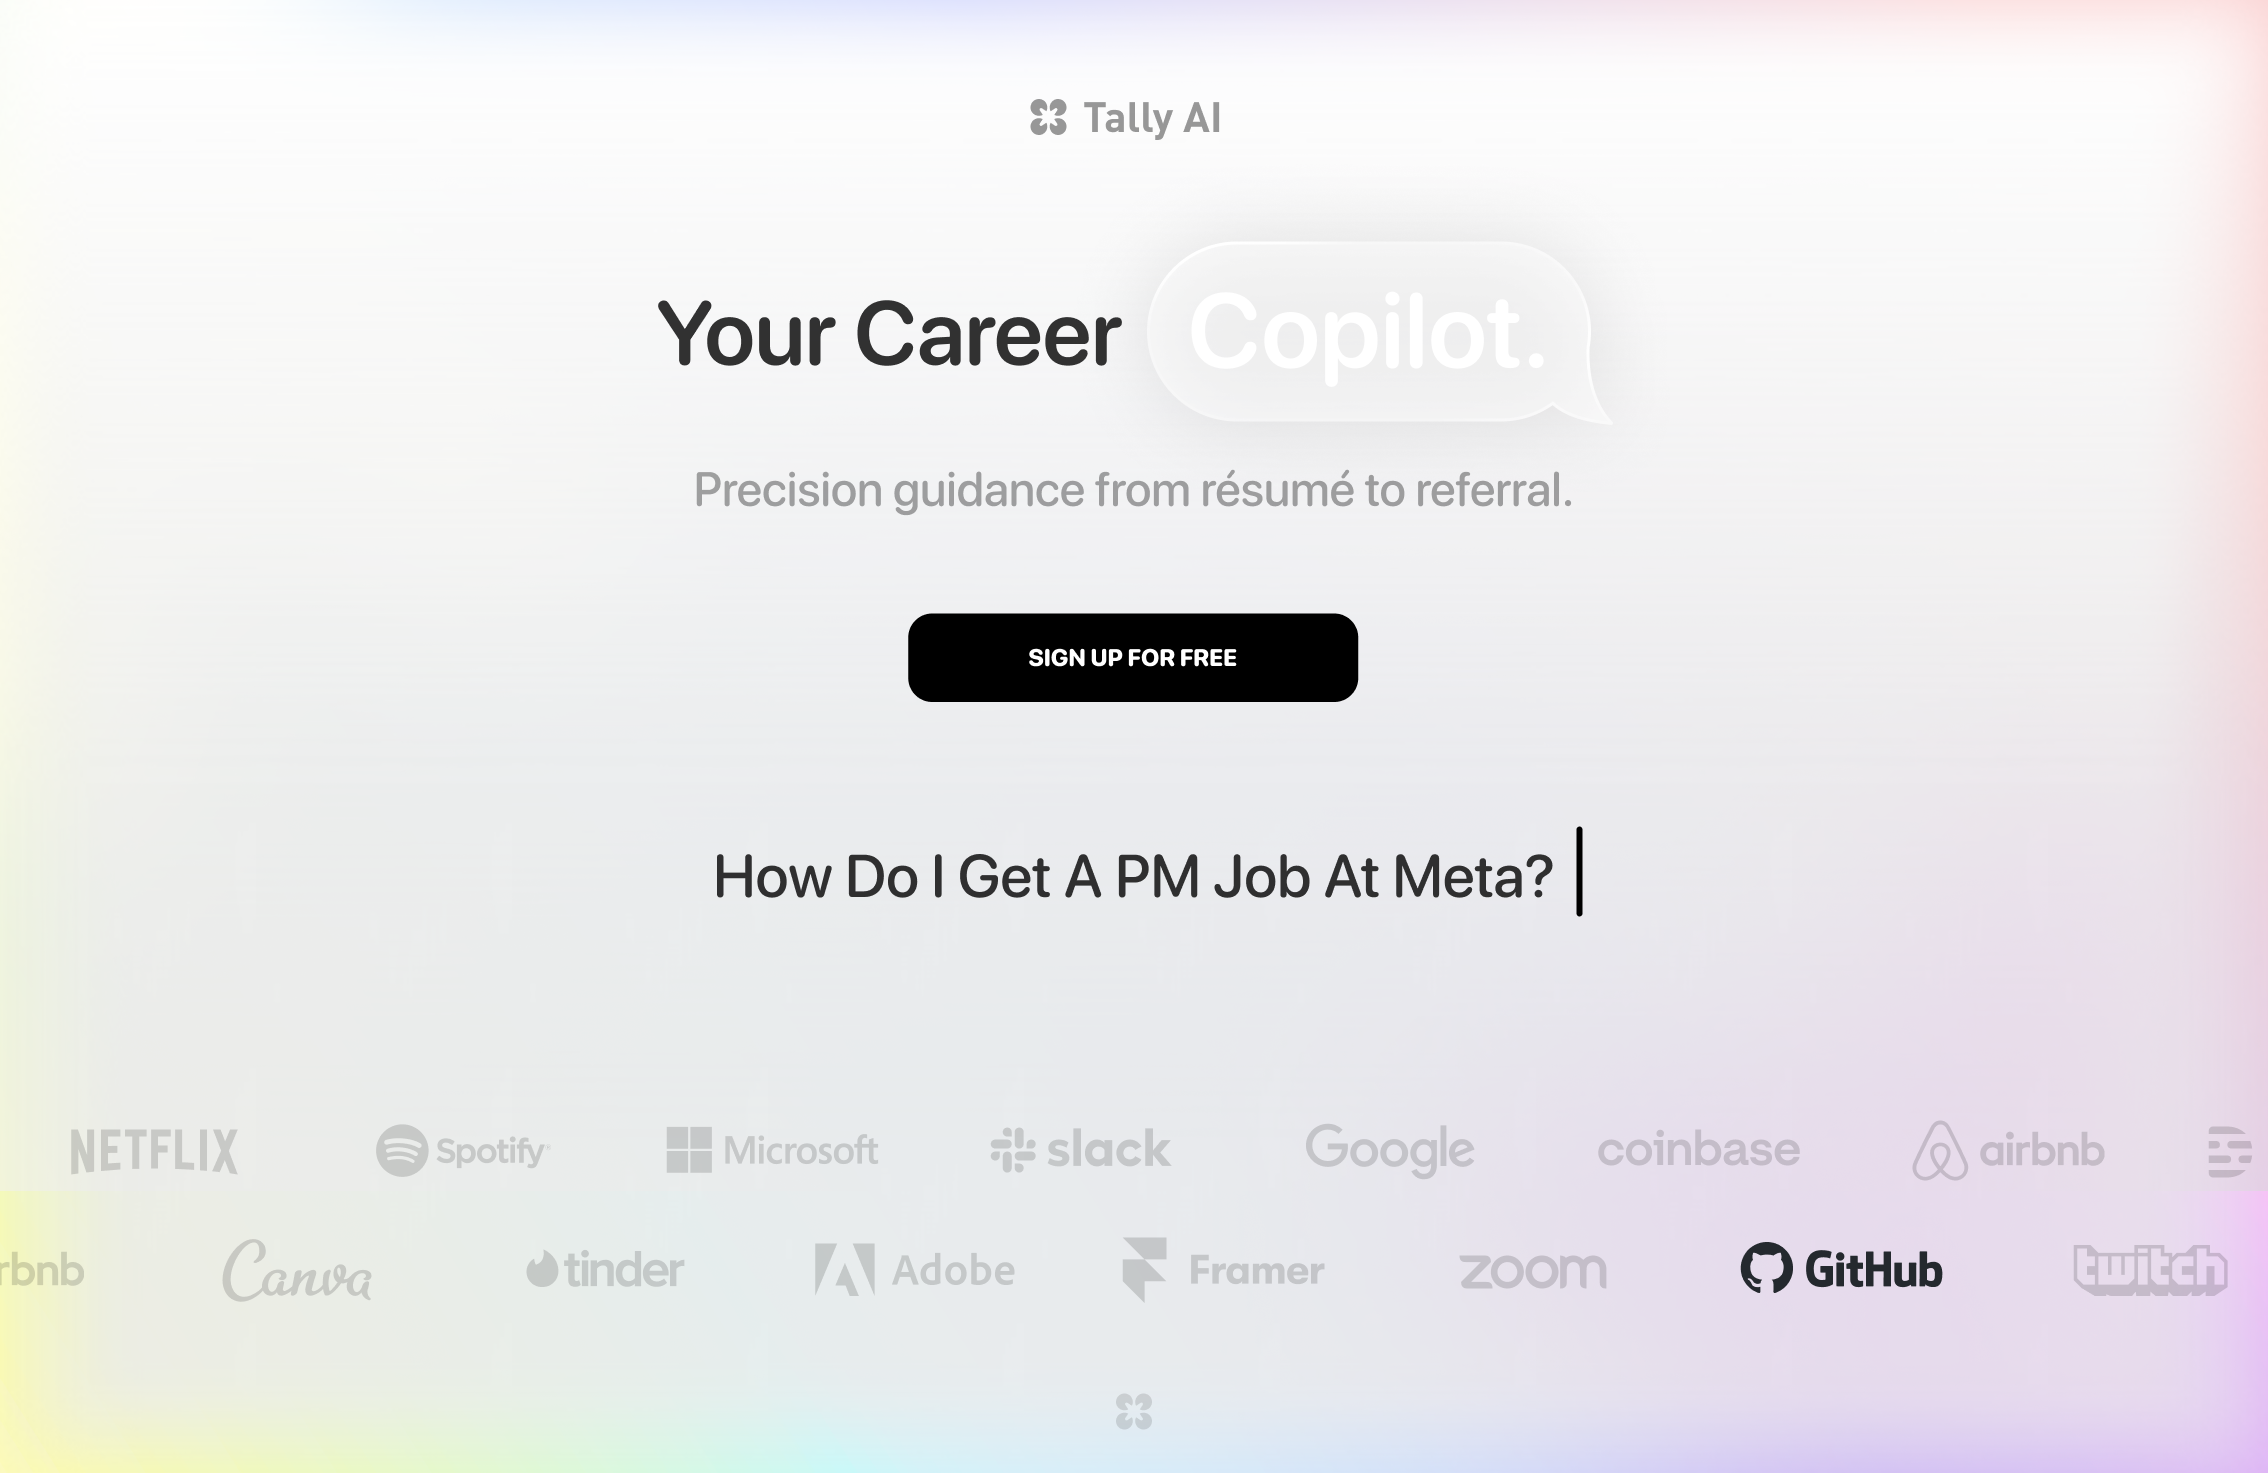 Tally AI
Your Career Copilot.
Precision guidance from résumé to referral.
SIGN UP FOR FREE
How Do I Get A PM Job At Meta?
NETFLIX Spotify Microsoft slack Google coinbase airbnb
rbnb Canva tinder Adobe Framer zoom GitHub twitch